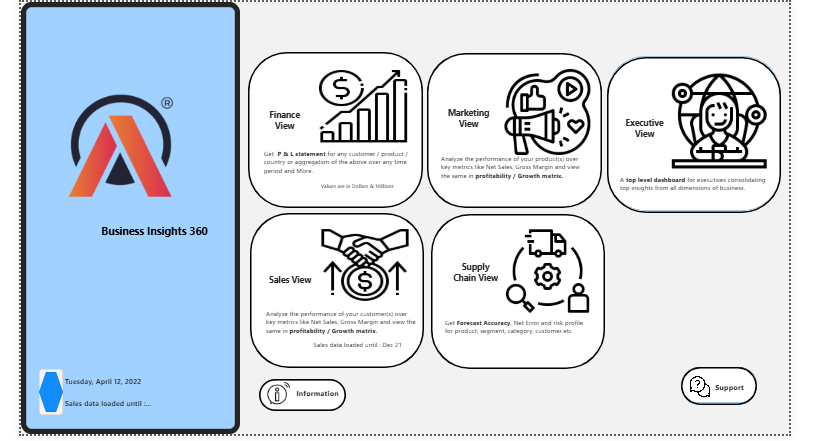 ®
Business Insights 360
Tuesday, April 12, 2022
Sales data loaded until :...
Finance
View
Get P & L statement for any customer / product /
country or aggregation of the above over any time
period and More.
Values are in Dollars & Millions
Marketing
View
Analyze the performance of your product(s) over
key metrics like Net Sales, Gross Margin and view
the same in profitability / Growth matrix.
Executive
View
A top level dashboard for executives consolidating
top insights from all dimensions of business.
Sales View
Analyze the performance of your customer(s) over
key metrics like Net Sales, Gross Margin and view the
same in profitability / Growth matrix.
Sales data loaded until : Dec 21
Supply
Chain View
Get Forecast Accuracy, Net Error and risk profile
for product, segment, category, customer etc.
Information
Support